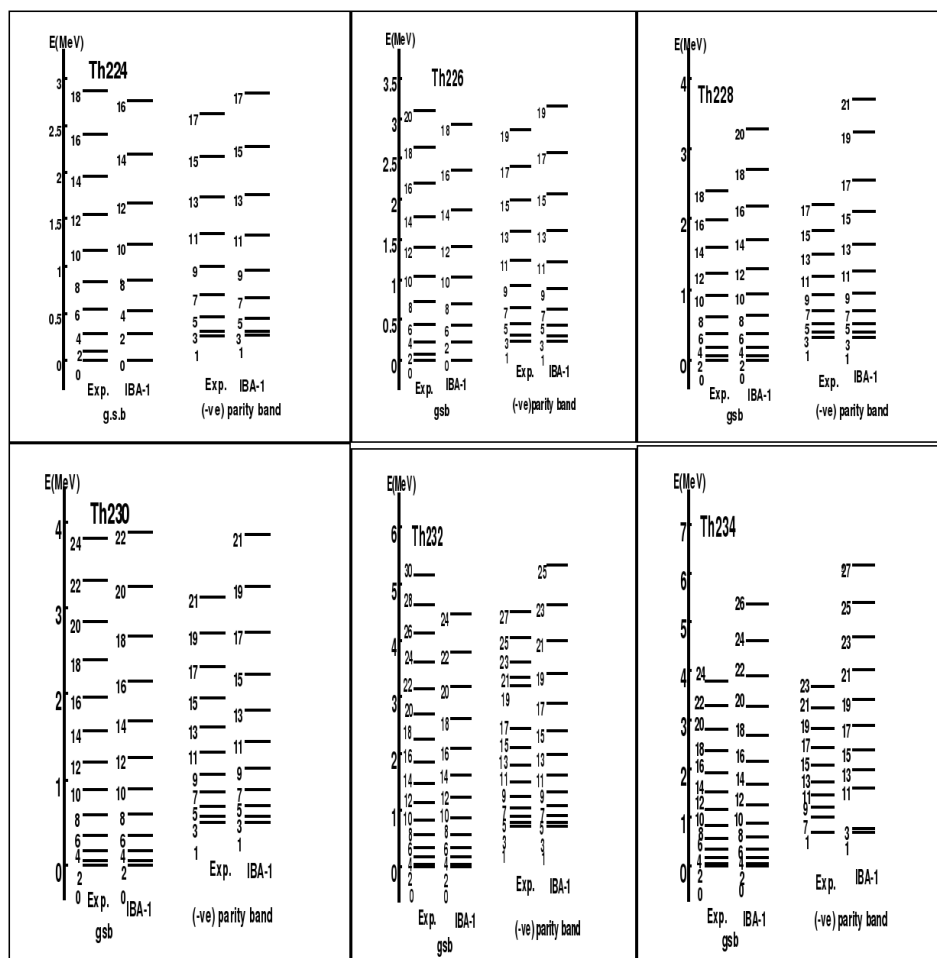 E(MeV)
Th224
3 2.5 2 1.5 1 0.5 0
18 16 14 12 10 8 6 4 2 0
16 14 12 10 8 4 2 0
17 15 13 11 9 7 5 3 1
17 15 13 11 9 7 5 3 1
Exp. IBA-1 Exp. IBA-1
g.s.b (-ve) parity band
E(MeV)
Th226
3.5 3 2.5 2 1.5 1 0.5 0
20 18 16 14 12 10 8 6 4 2 0
18 16 14 12 10 8 6 4 2 0
19 17 15 13 11 9 7 5 3 1
19 17 15 13 11 9 7 5 3 1
Exp. IBA-1 Exp. IBA-1
gsb (-ve)parity band
E(MeV)
Th228
4 3 2 1 0
18 16 14 12 10 8 6 4 2 0
20 18 16 14 12 10 8 6 4 2 0
17 15 13 11 9 7 5 3 1
21 19 17 15 13 11 9 7 5 3 1
Exp. IBA-1 Exp. IBA-1
gsb (-ve) parity band
E(MeV)
Th230
4 3 2 1 0
24 22 20 18 16 14 12 10 8 6 4 2 0
22 20 18 16 14 12 10 8 6 4 2 0
21 19 17 15 13 11 9 7 5 3 1
21 19 17 15 13 11 9 7 5 3 1
Exp. IBA-1 Exp. IBA-1
gsb (-ve) parity band
E(MeV)
Th232
6 5 4 3 2 1 0
30 28 26 24 22 20 18 16 14 12 10 8 6 4 2 0
24 22 20 18 16 14 12 10 8 6 4 2 0
27 25 23 21 19 17 15 13 11 9 7 5 3 1
25 23 21 19 17 15 13 11 9 7 5 3 1
Exp. IBA-1 Exp. IBA-1
gsb (-ve) parity band
E(MeV)
Th234
7 6 5 4 3 2 1 0
24 22 20 18 16 14 12 10 8 6 4 2 0
26 24 22 20 18 16 14 12 10 8 6 4 2 0
23 21 19 17 15 13 11 9 7 1
27 25 23 21 19 17 15 13 11 3 1
Exp. IBA-1 Exp. IBA-1
gsb (-ve) parity band